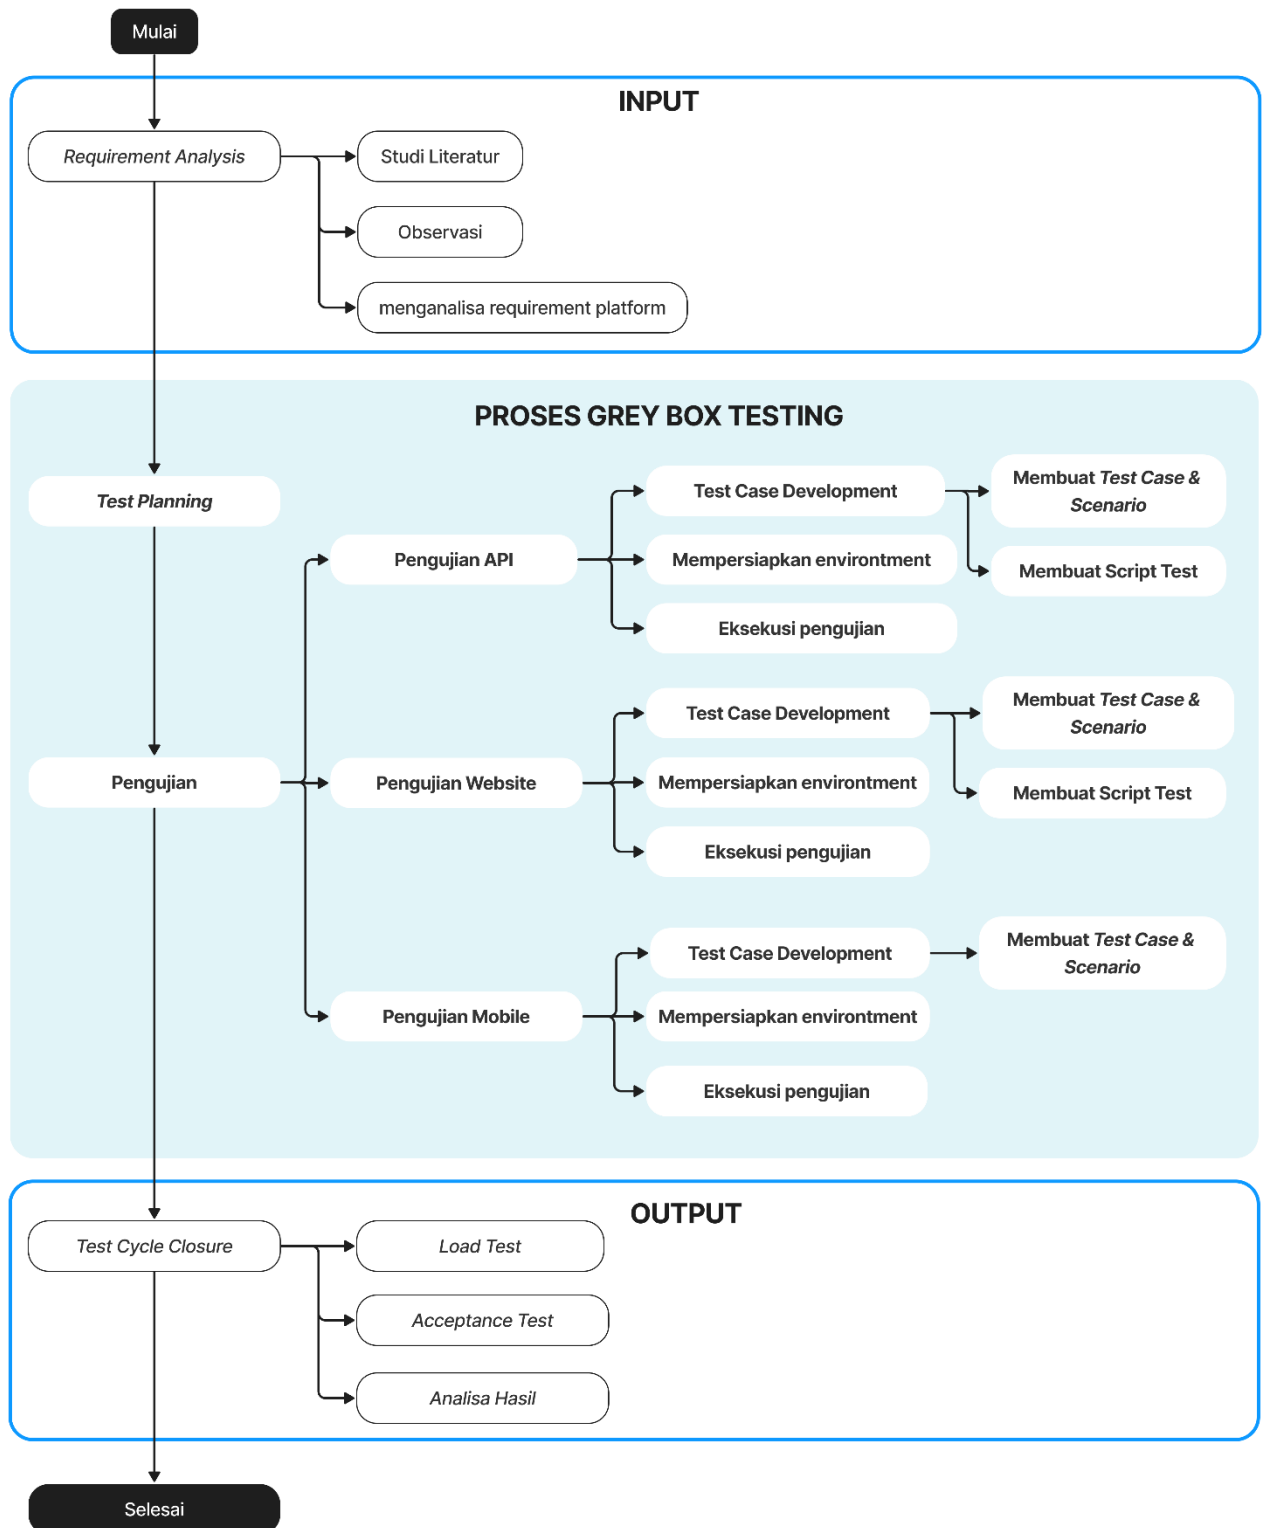 Mulai
INPUT
Requirement Analysis
Studi Literatur
Observasi
menganalisa requirement platform
PROSES GREY BOX TESTING
Test Planning
Pengujian
Pengujian API
Test Case Development
Membuat Test Case &
Scenario
Membuat Script Test
Mempersiapkan environtment
Eksekusi pengujian
Pengujian Website
Test Case Development
Membuat Test Case &
Scenario
Membuat Script Test
Mempersiapkan environtment
Eksekusi pengujian
Pengujian Mobile
Test Case Development
Membuat Test Case &
Scenario
Mempersiapkan environtment
Eksekusi pengujian
OUTPUT
Test Cycle Closure
Load Test
Acceptance Test
Analisa Hasil
Selesai